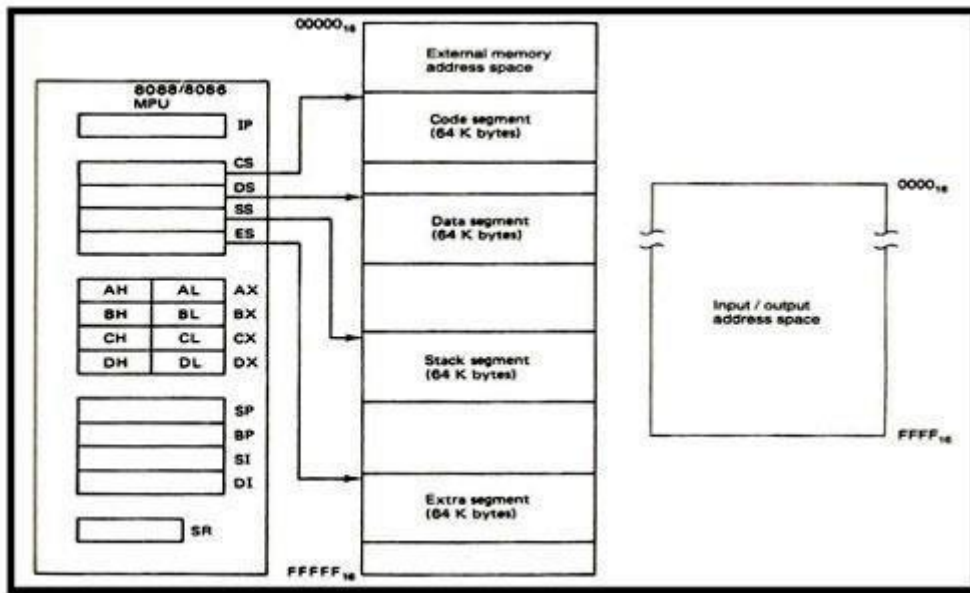 8088/8086
MPU
IP
CS
DS
SS
ES
AH AL AX
BH BL BX
CH CL CX
DH DL DX
SP
BP
SI
DI
SR
00000₁₆
External memory
address space
Code segment
(64 K bytes)
Data segment
(64 K bytes)
Stack segment
(64 K bytes)
Extra segment
(64 K bytes)
FFFFF₁₆
0000₁₆
Input / output
address space
FFFF₁₆